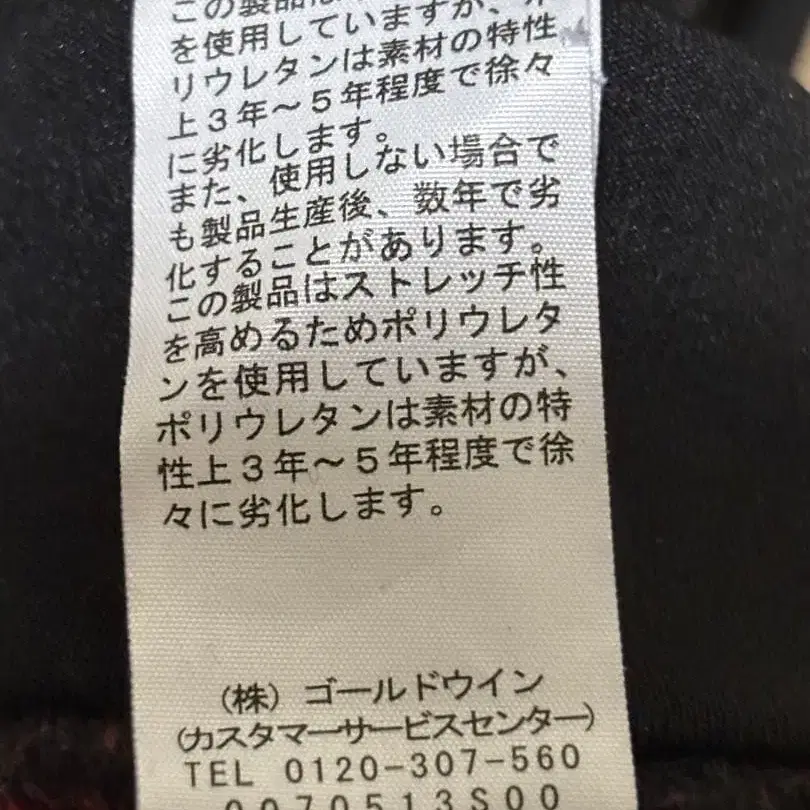 この製品は
を使用していますが、ポ
リウレタンは素材の特性
上３年～５年程度で徐々
に劣化します。
また、使用しない場合で
も製品生産後、数年で劣
化することがあります。
この製品はストレッチ性
を高めるためポリウレタ
ンを使用していますが、
ポリウレタンは素材の特
性上３年～５年程度で徐
々に劣化します。
（株）ゴールドウイン
（カスタマーサービスセンター）
TEL 0120-307-560
0070513S00